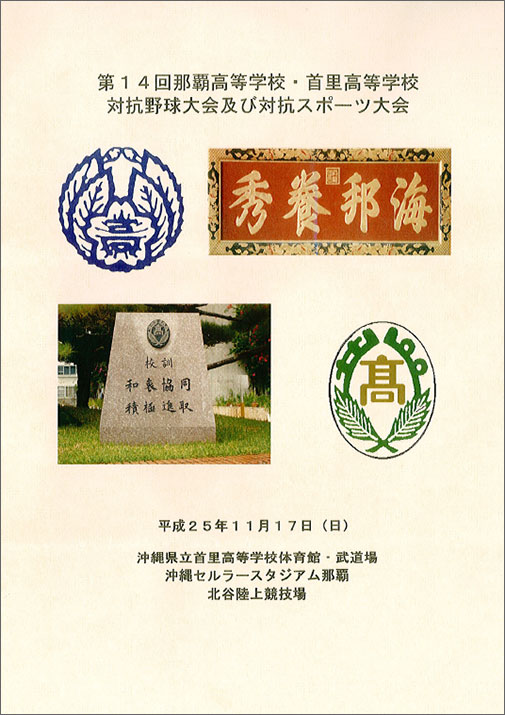 第１４回那覇高等学校・首里高等学校
対抗野球大会及び対抗スポーツ大会
海邦養秀
高
校訓
和衷協同
積極進取
平成２５年１１月１７日（日）
沖縄県立首里高等学校体育館・武道場
沖縄セルラースタジアム那覇
北谷陸上競技場